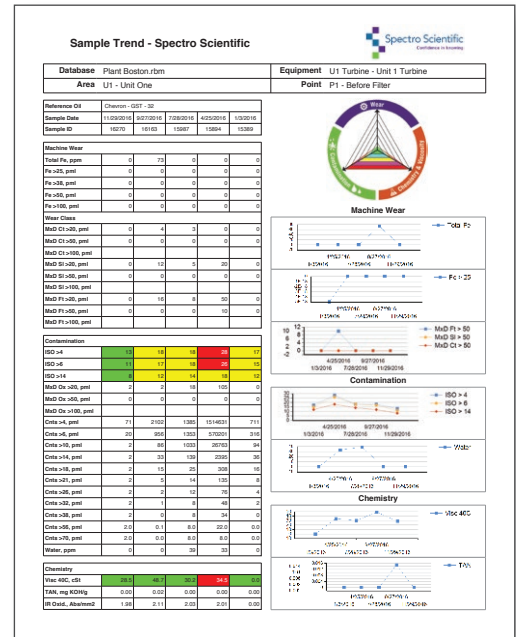 Sample Trend - Spectro Scientific
Spectro Scientific
Confidence in knowing
Database Plant Boston.rbm Equipment U1 Turbine - Unit 1 Turbine
Area U1 - Unit One Point P1 - Before Filter
Reference Oil Chevron - GST - 32
Sample Date 11/29/2016 9/27/2016 7/28/2016 4/25/2016 1/3/2016
Sample ID 16270 16163 15987 15894 15389
Machine Wear
Total Fe, ppm 0 73 0 0 0
Fe >25, pml 0 0 0 0 0
Fe >38, pml 0 0 0 0 0
Fe >50, pml 0 0 0 0 0
Fe >100, pml 0 0 0 0 0
Wear Class
MxD Ct >20, pml 0 4 3 0 0
MxD Ct >50, pml 0 0 0 0 0
MxD Ct >100, pml
MxD Sl >20, pml 0 12 5 20 0
MxD Sl >50, pml 0 0 0 0 0
MxD Sl >100, pml
MxD Ft >20, pml 0 16 8 50 0
MxD Ft >50, pml 0 0 0 10 0
MxD Ft >100, pml
Contamination
ISO >4 13 18 18 28 17
ISO >6 11 17 18 26 15
ISO >14 8 12 14 18 12
MxD Ox >20, pml 2 2 18 105 0
MxD Ox >50, pml 0 0 0 0 0
MxD Ox >100, pml
Cnts >4, pml 71 2102 1385 1514631 711
Cnts >6, pml 20 956 1353 570201 316
Cnts >10, pml 2 86 1033 26763 94
Cnts >14, pml 2 33 139 2395 36
Cnts >18, pml 2 15 25 308 16
Cnts >21, pml 2 5 14 135 8
Cnts >26, pml 2 2 12 76 4
Cnts >32, pml 2 1 8 48 2
Cnts >38, pml 2 0 8 34 0
Cnts >56, pml 2.0 0.1 8.0 22.0 0.0
Cnts >70, pml 2.0 0.0 8.0 8.0 0.0
Water, ppm 0 0 39 33 0
Chemistry
Visc 40C, cSt 28.5 48.7 30.2 34.5 0.0
TAN, mg KOH/g 0.00 0.02 0.00 0.00 0.00
IR Oxid., Abs/mm2 1.98 2.11 2.03 2.01 0.00
Wear
Contamination
Chemistry & Viscosity
Machine Wear
Total Fe
Fe > 25
10
8
6
2
-2
MxD Ft > 50
MxD Sl > 50
MxD Ct > 50
4/25/2016 9/27/2016
1/3/2016 7/28/2016 11/29/2016
Contamination
ISO > 4
ISO > 6
ISO > 14
4/25/2016 9/27/2016
1/3/2016 7/28/2016 11/29/2016
Water
Chemistry
Visc 40C
TAN